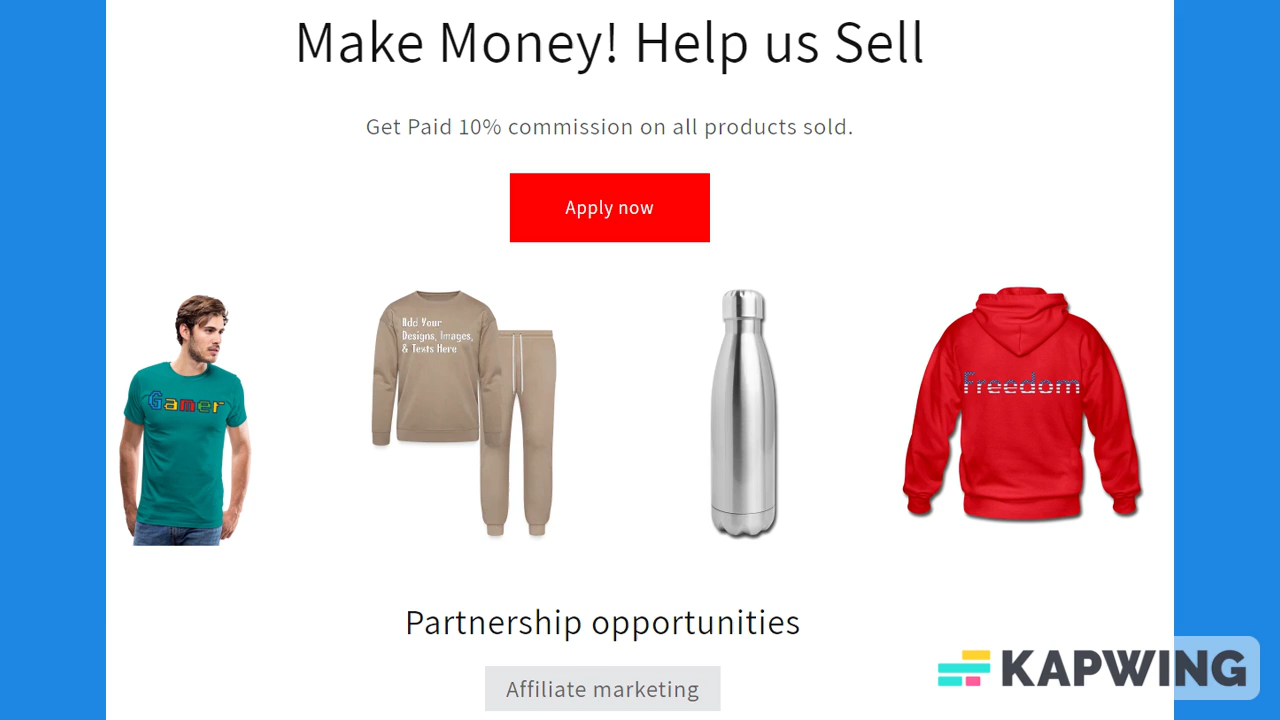 Make Money! Help us Sell
Get Paid 10% commission on all products sold.
Apply now
Gamer
Add Your
Designs, Images,
& Texts Here
Freedom
Partnership opportunities
Affiliate marketing
KAPWING